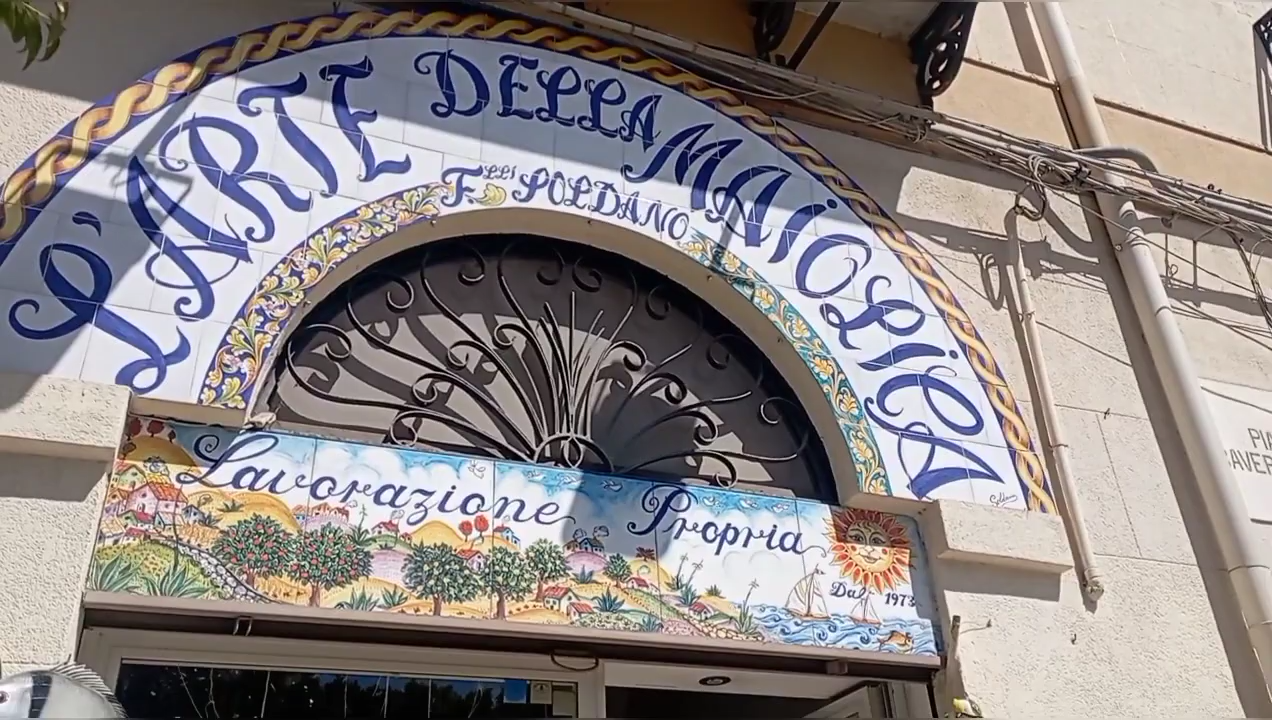 L'ARTE DELLA MAIOLICA
F.LLI SOLDANO
Lavorazione Propria
Dal 1973